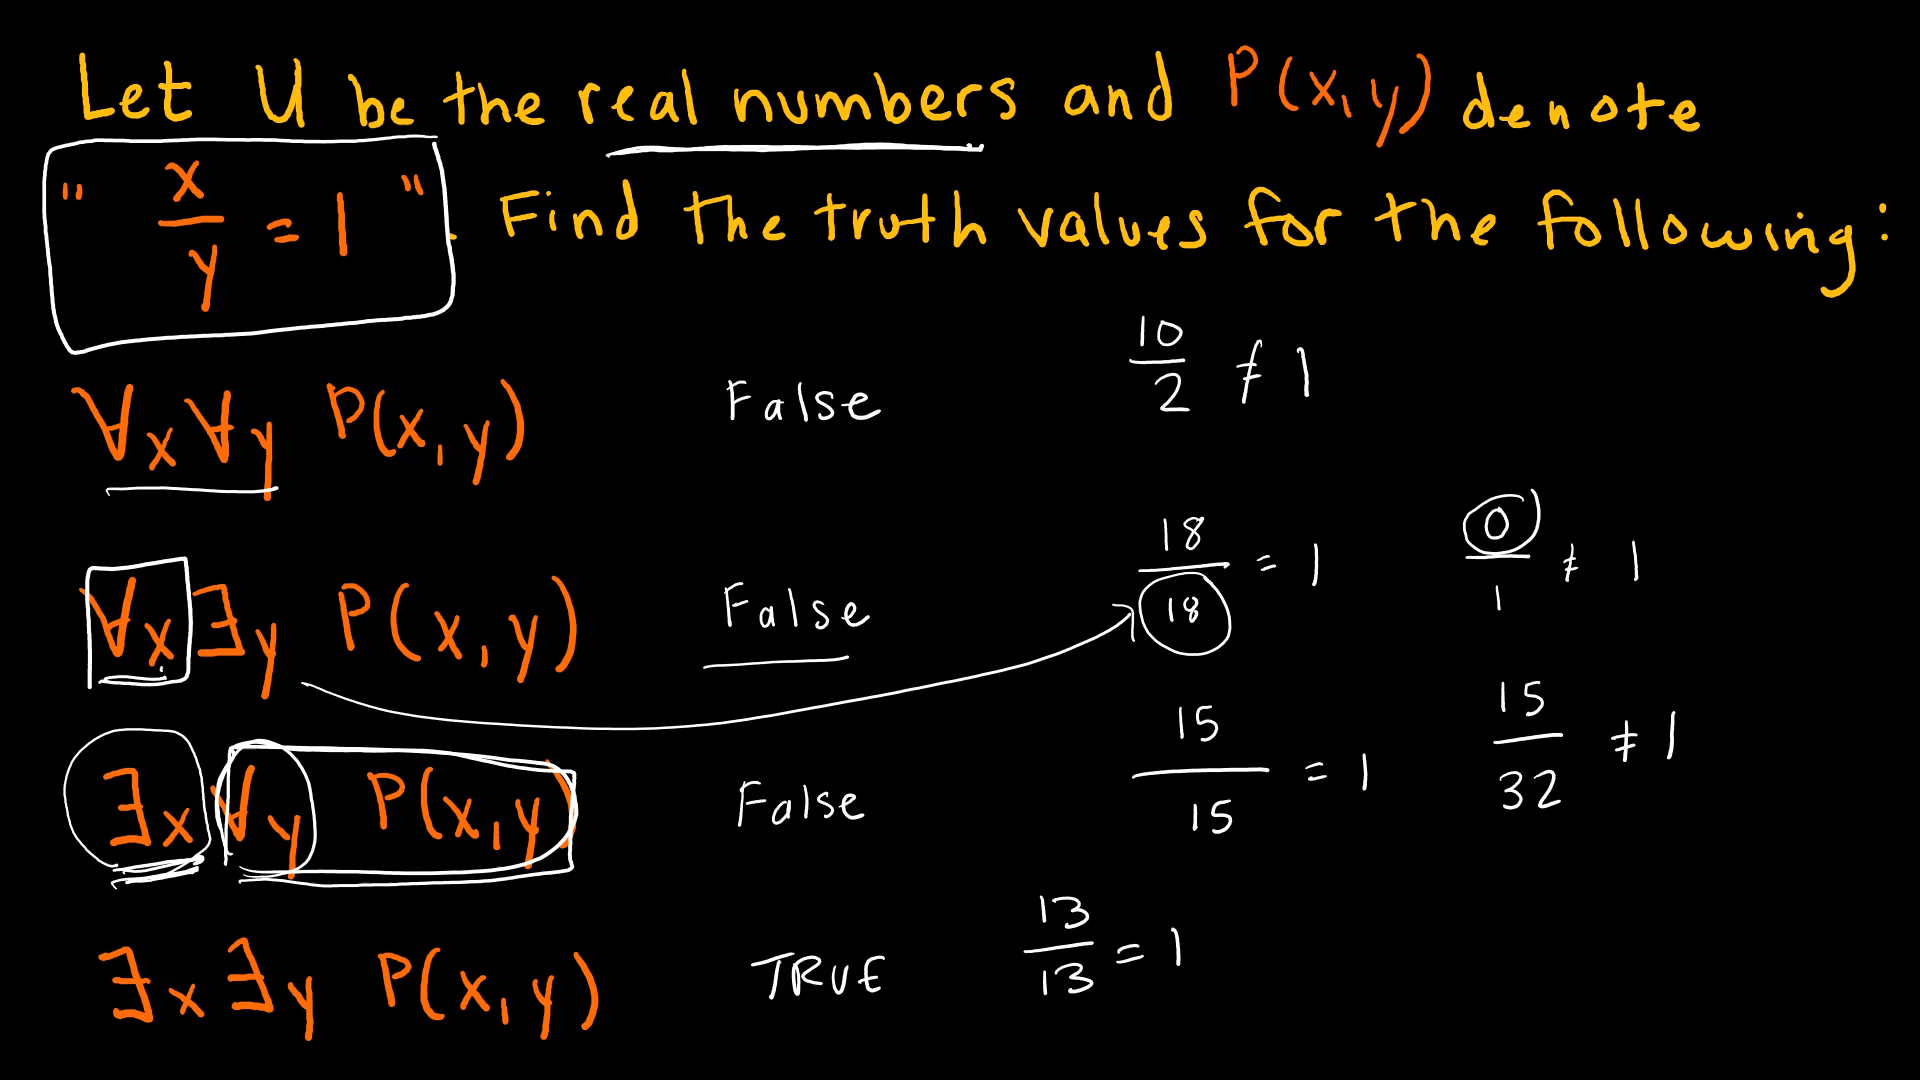 Let U be the real numbers and P(x,y) denote
" x/y = 1 ". Find the truth values for the following:
∀x∀y P(x,y) False 10/2 ≠ 1
∀x∃y P(x,y) False 18/18 = 1 0/1 ≠ 1
∃x∀y P(x,y) False 15/15 = 1 15/32 ≠ 1
∃x∃y P(x,y) TRUE 13/13 = 1